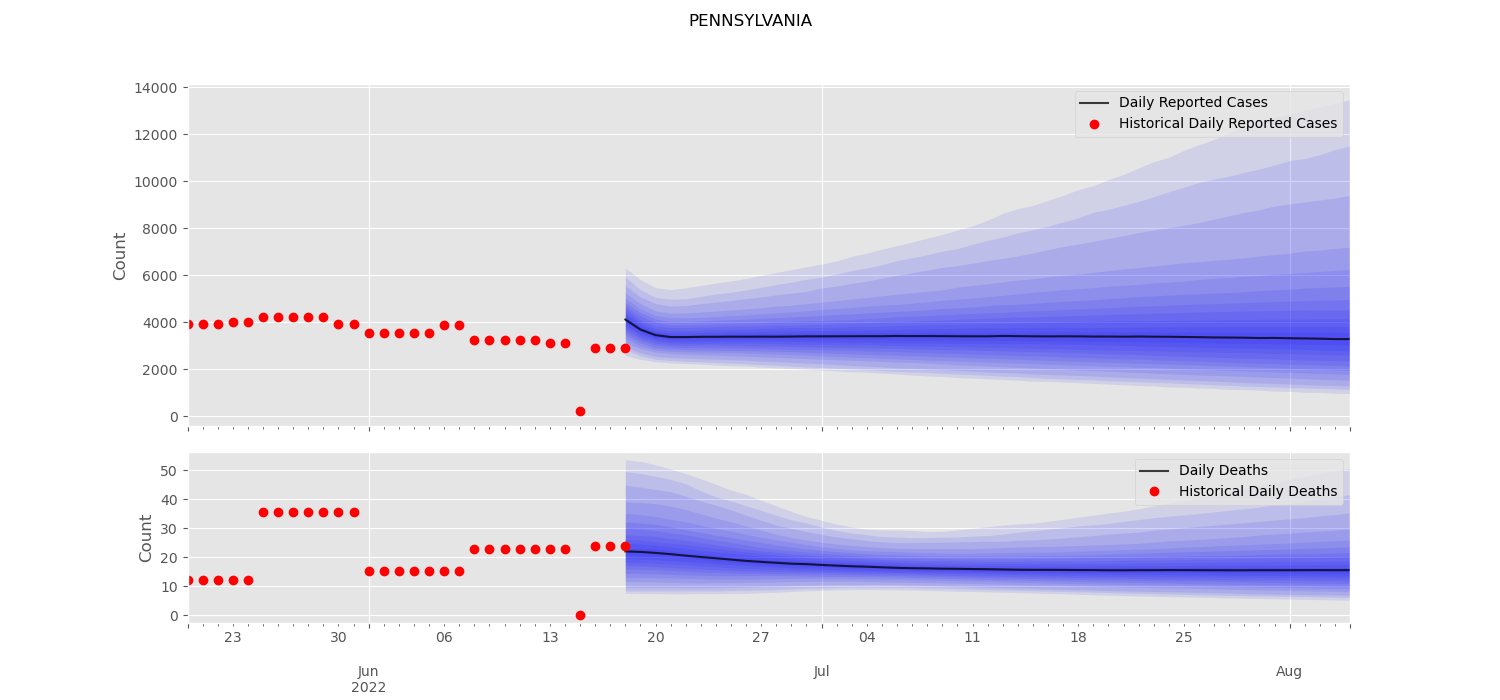 PENNSYLVANIA
14000
12000
10000
8000
6000
4000
2000
0
Count
Daily Reported Cases
Historical Daily Reported Cases
50
40
30
20
10
0
Count
Daily Deaths
Historical Daily Deaths
23 30 06 13 20 27 04 11 18 25
Jun Jul Aug
2022